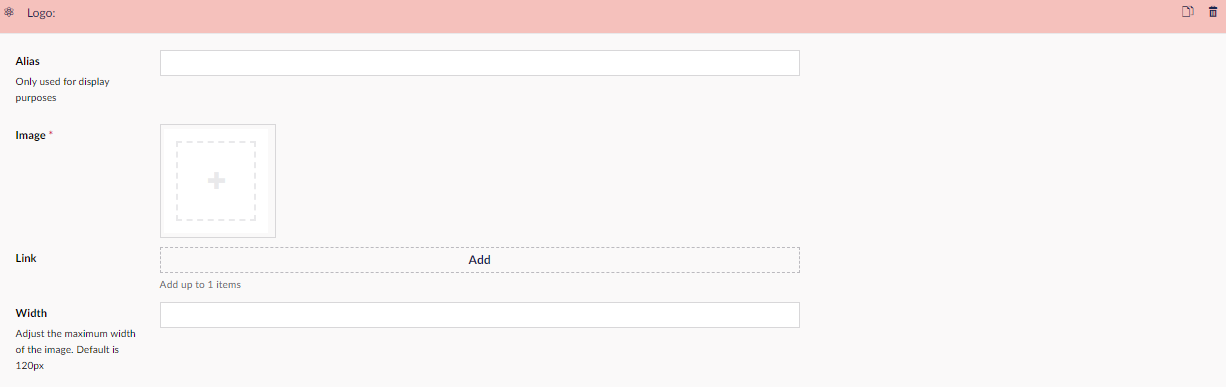 Logo:
Alias
Only used for display
purposes
Image *
Link
Add
Add up to 1 items
Width
Adjust the maximum width
of the image. Default is
120px